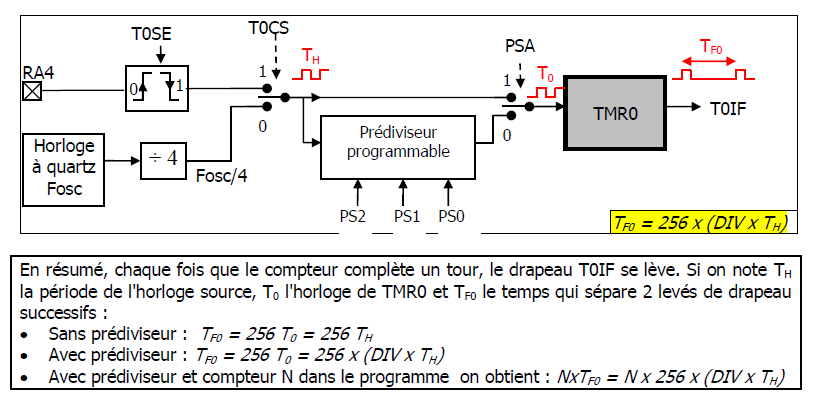 T0SE
T0CS
PSA
RA4
0
1
1
0
TH
1
0
T0
TF0
TMR0
T0IF
Horloge
à quartz
Fosc
÷ 4
Fosc/4
Prédiviseur
programmable
PS2
PS1
PS0
TF0 = 256 x (DIV x TH)
En résumé, chaque fois que le compteur complète un tour, le drapeau T0IF se lève. Si on note TH
la période de l'horloge source, T0 l'horloge de TMR0 et TF0 le temps qui sépare 2 levés de drapeau
successifs :
• Sans prédiviseur : TF0 = 256 T0 = 256 TH
• Avec prédiviseur : TF0 = 256 T0 = 256 x (DIV x TH)
• Avec prédiviseur et compteur N dans le programme on obtient : NxTF0 = N x 256 x (DIV x TH)